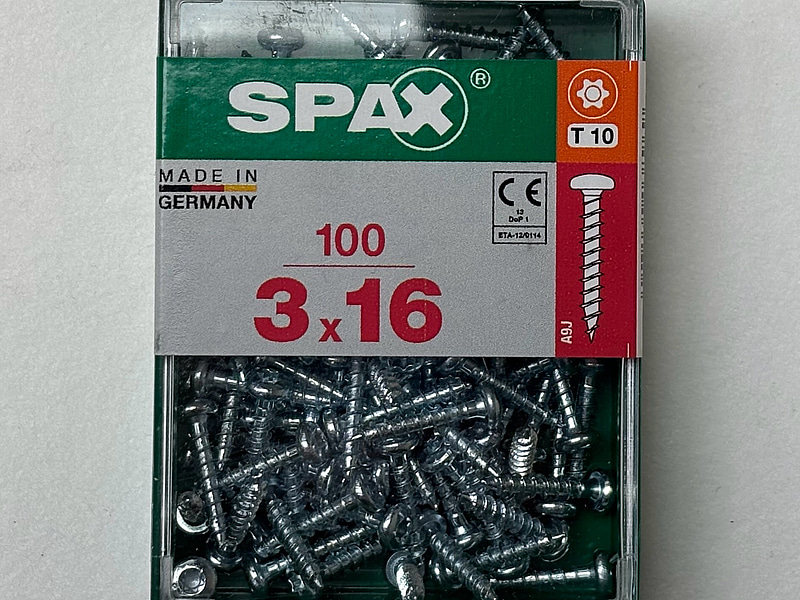 SPAX®
T 10
MADE IN
GERMANY
CE
13
DoP 1
ETA-12/0114
100
3 x 16
A9J